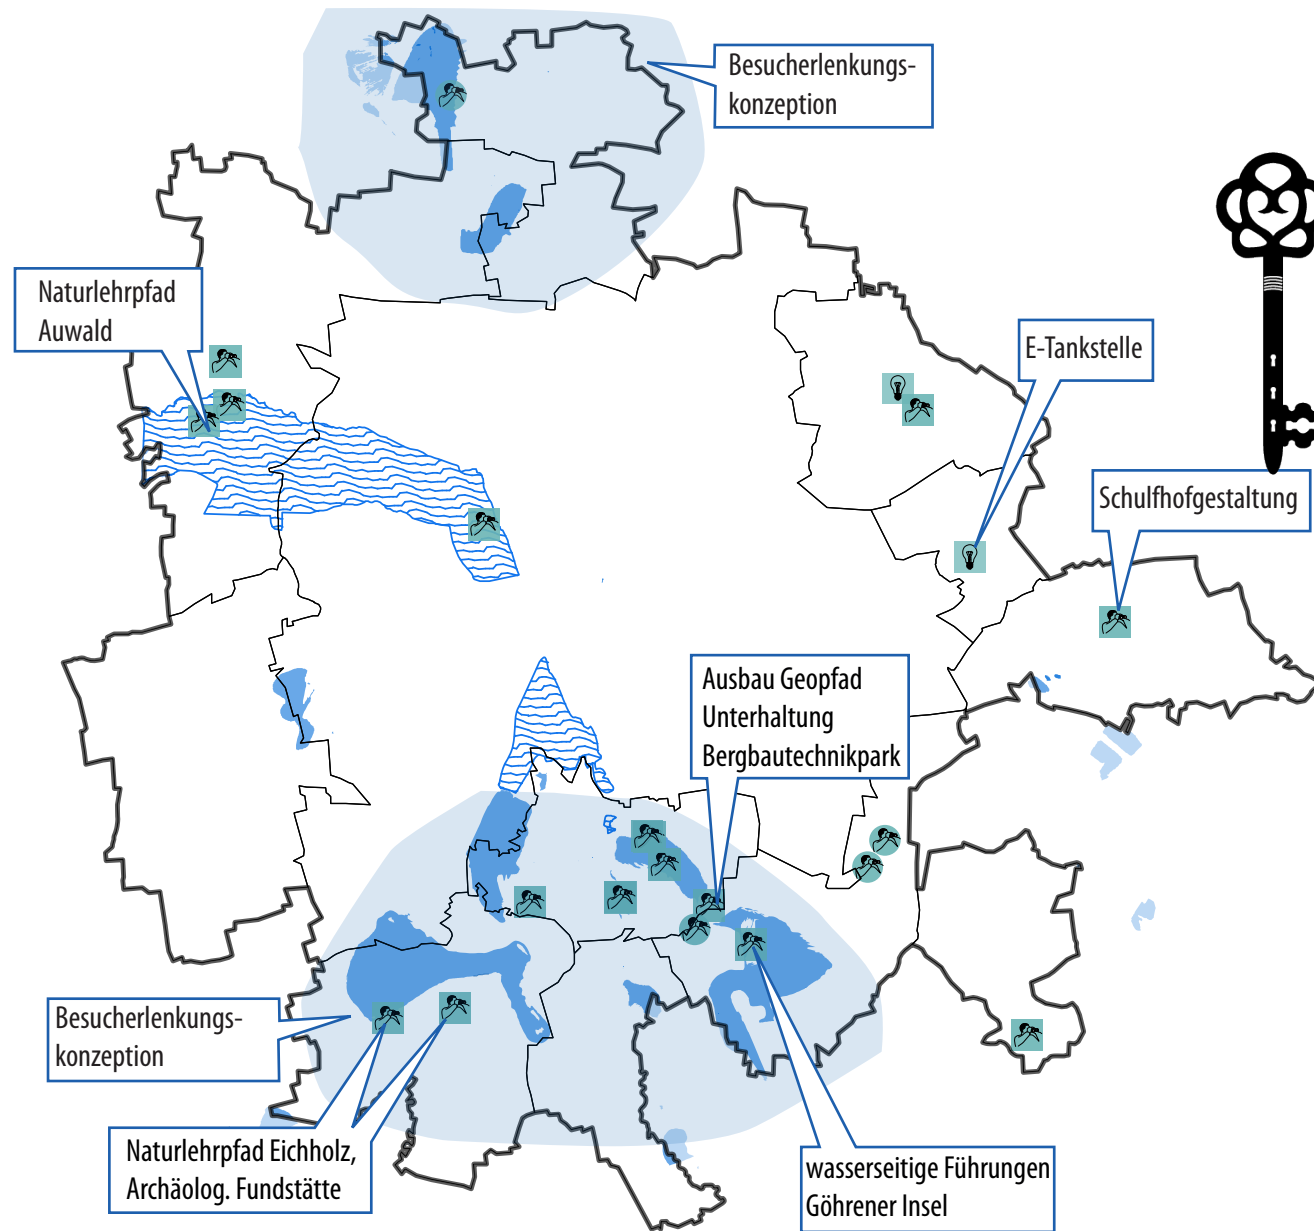 Besucherlenkungs-
konzeption
Naturlehrpfad
Auwald
E-Tankstelle
Schulfhofgestaltung
Ausbau Geopfad
Unterhaltung
Bergbautechnikpark
Besucherlenkungs-
konzeption
Naturlehrpfad Eichholz,
Archäolog. Fundstätte
wasserseitige Führungen
Göhrener Insel